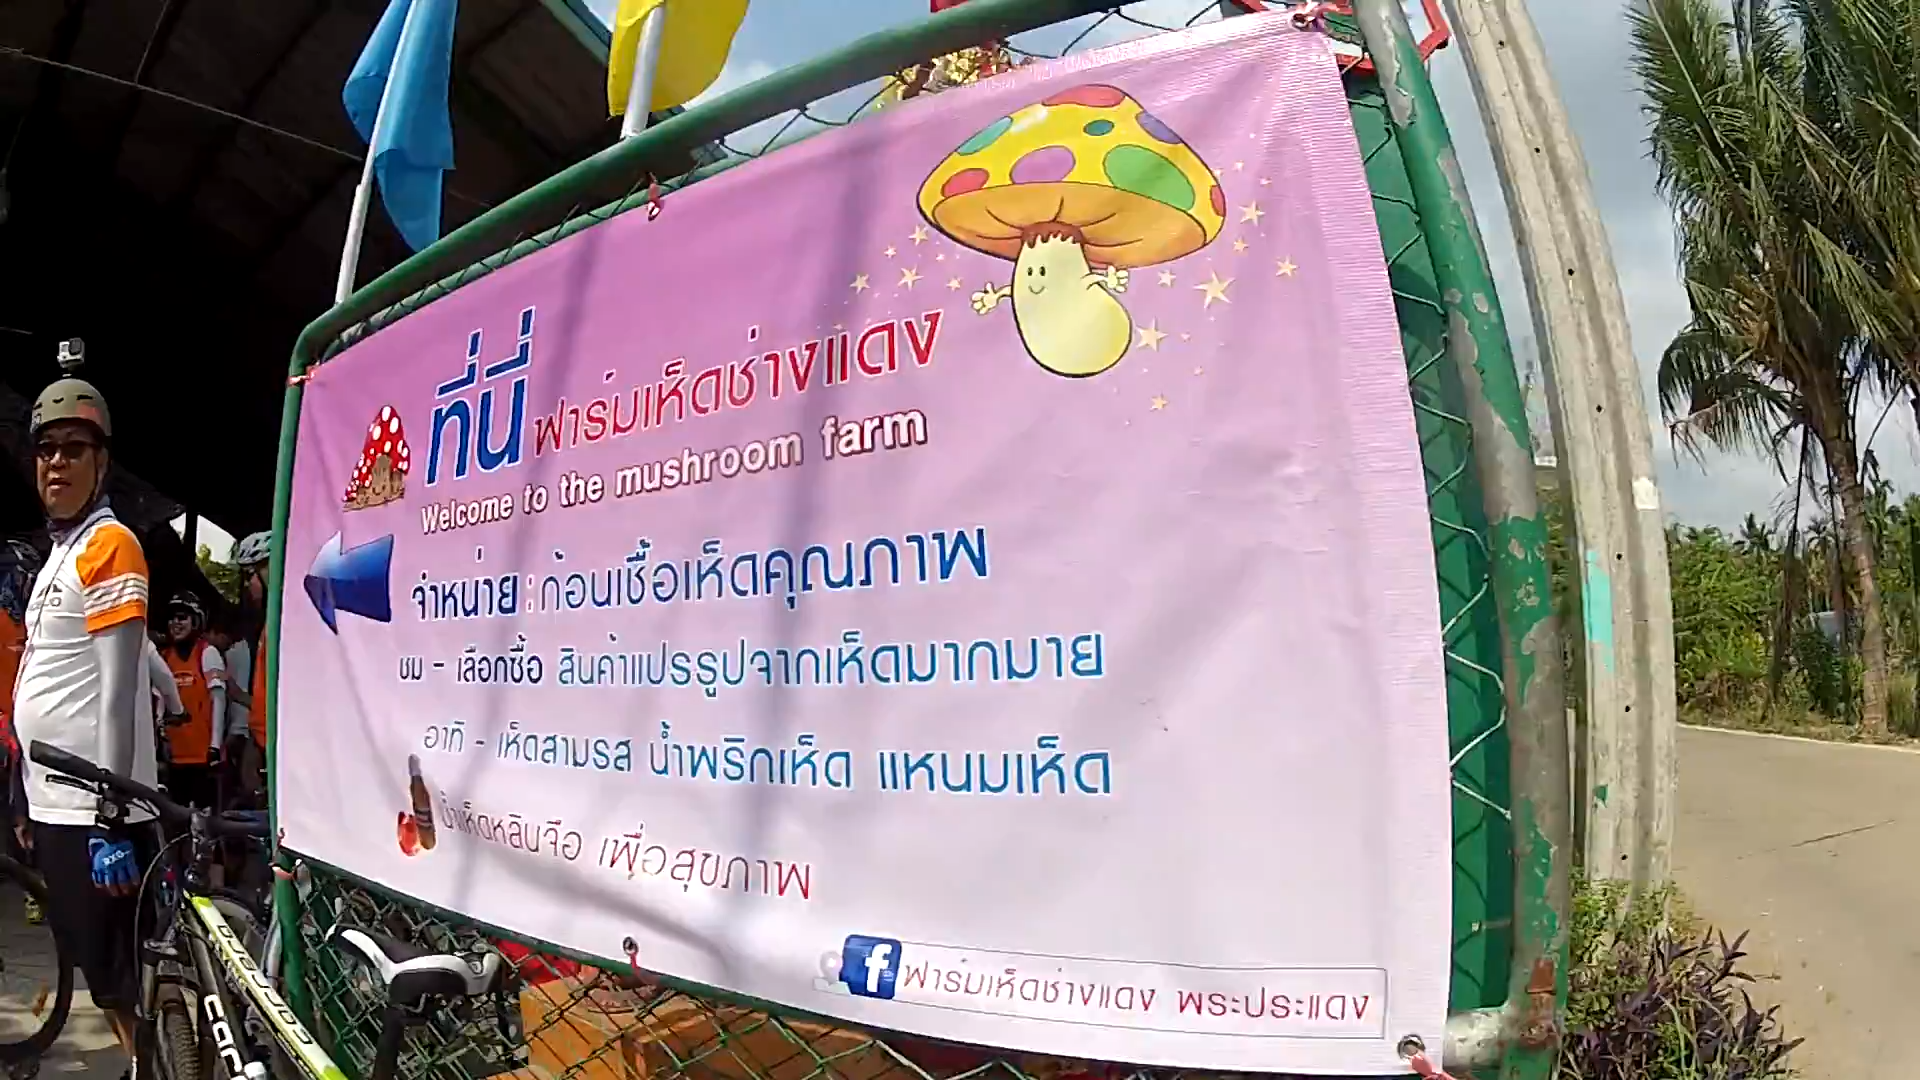 ที่นี่ ฟาร์มเห็ดช่างแดง
Welcome to the mushroom farm
จำหน่าย : ก้อนเชื้อเห็ดคุณภาพ
ชม - เลือกซื้อ สินค้าแปรรูปจากเห็ดมากมาย
อาทิ - เห็ดสามรส น้ำพริกเห็ด แหนมเห็ด
น้ำเห็ดหลินจือ เพื่อสุขภาพ
f ฟาร์มเห็ดช่างแดง พระประแดง